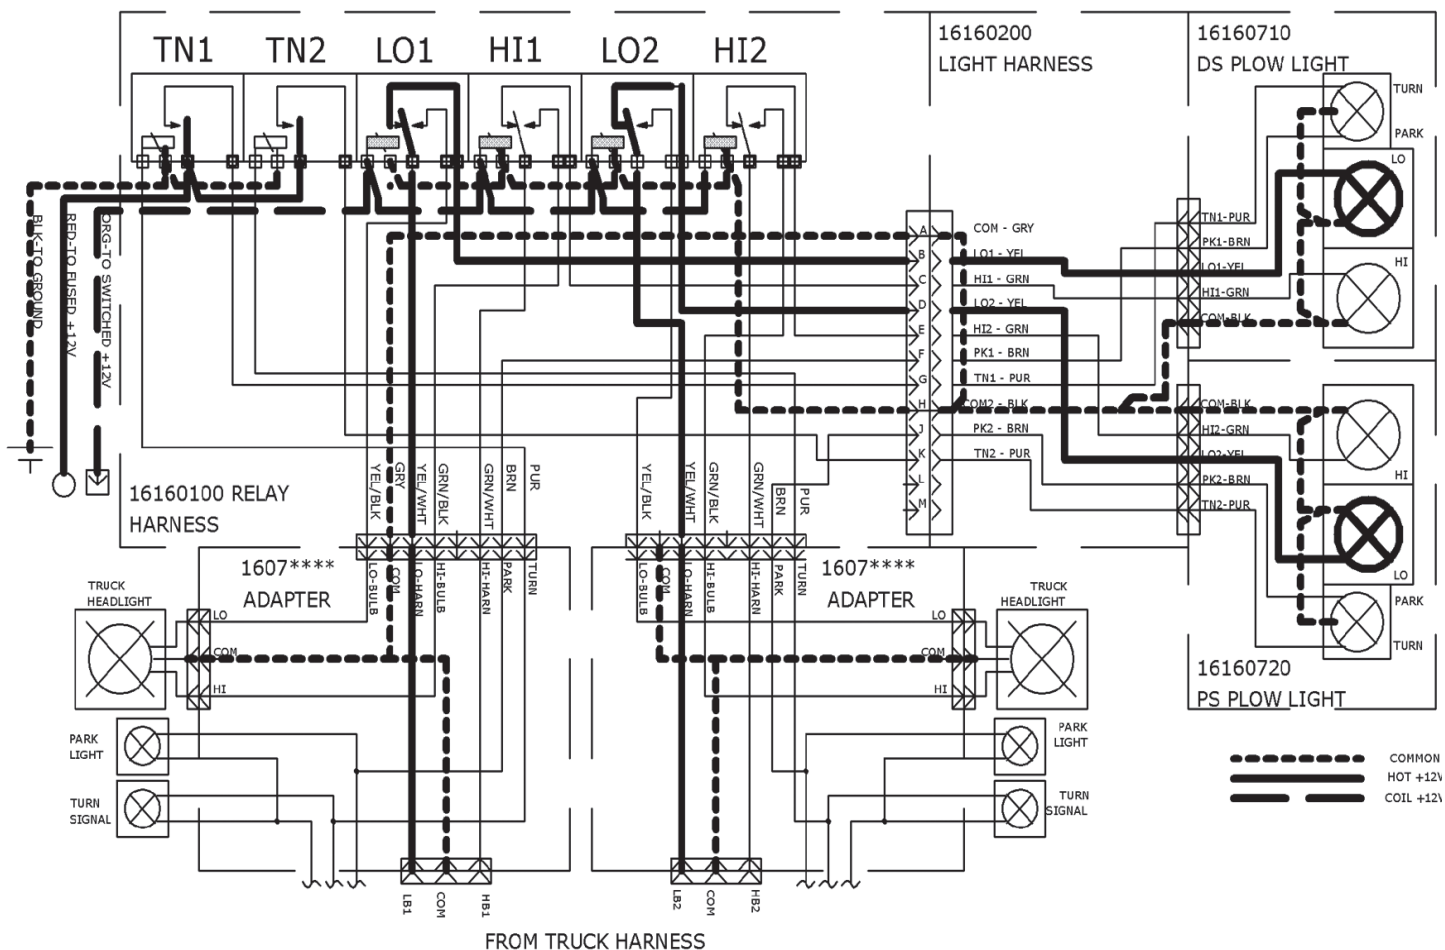 TN1
TN2
LO1
HI1
LO2
HI2
16160200
LIGHT HARNESS
16160710
DS PLOW LIGHT
TURN
PARK
LO
HI
BLK-TO GROUND
RED-TO FUSED +12V
ORG-TO SWITCHED +12V
A
B
C
D
E
F
G
H
J
K
L
M
COM - GRY
LO1 - YEL
HI1 - GRN
LO2 - YEL
HI2 - GRN
PK1 - BRN
TN1 - PUR
COM2 - BLK
PK2 - BRN
TN2 - PUR
TN1-PUR
PK1-BRN
LO1-YEL
HI1-GRN
COM-BLK
COM-BLK
HI2-GRN
LO2-YEL
PK2-BRN
TN2-PUR
HI
LO
PARK
TURN
16160720
PS PLOW LIGHT
16160100 RELAY
HARNESS
YEL/BLK
GRY
YEL/WHT
GRN/BLK
GRN/WHT
BRN
PUR
YEL/BLK
YEL/WHT
GRN/BLK
GRN/WHT
BRN
PUR
1607****
ADAPTER
LO-BULB
COM
LO-HARN
HI-BULB
HI-HARN
PARK
TURN
LO-BULB
COM
LO-HARN
HI-BULB
HI-HARN
PARK
TURN
1607****
ADAPTER
TRUCK
HEADLIGHT
LO
COM
HI
PARK
LIGHT
TURN
SIGNAL
LO
COM
HI
TRUCK
HEADLIGHT
PARK
LIGHT
TURN
SIGNAL
COMMON
HOT +12V
COIL +12V
LB1
COM
HB1
LB2
COM
HB2
FROM TRUCK HARNESS